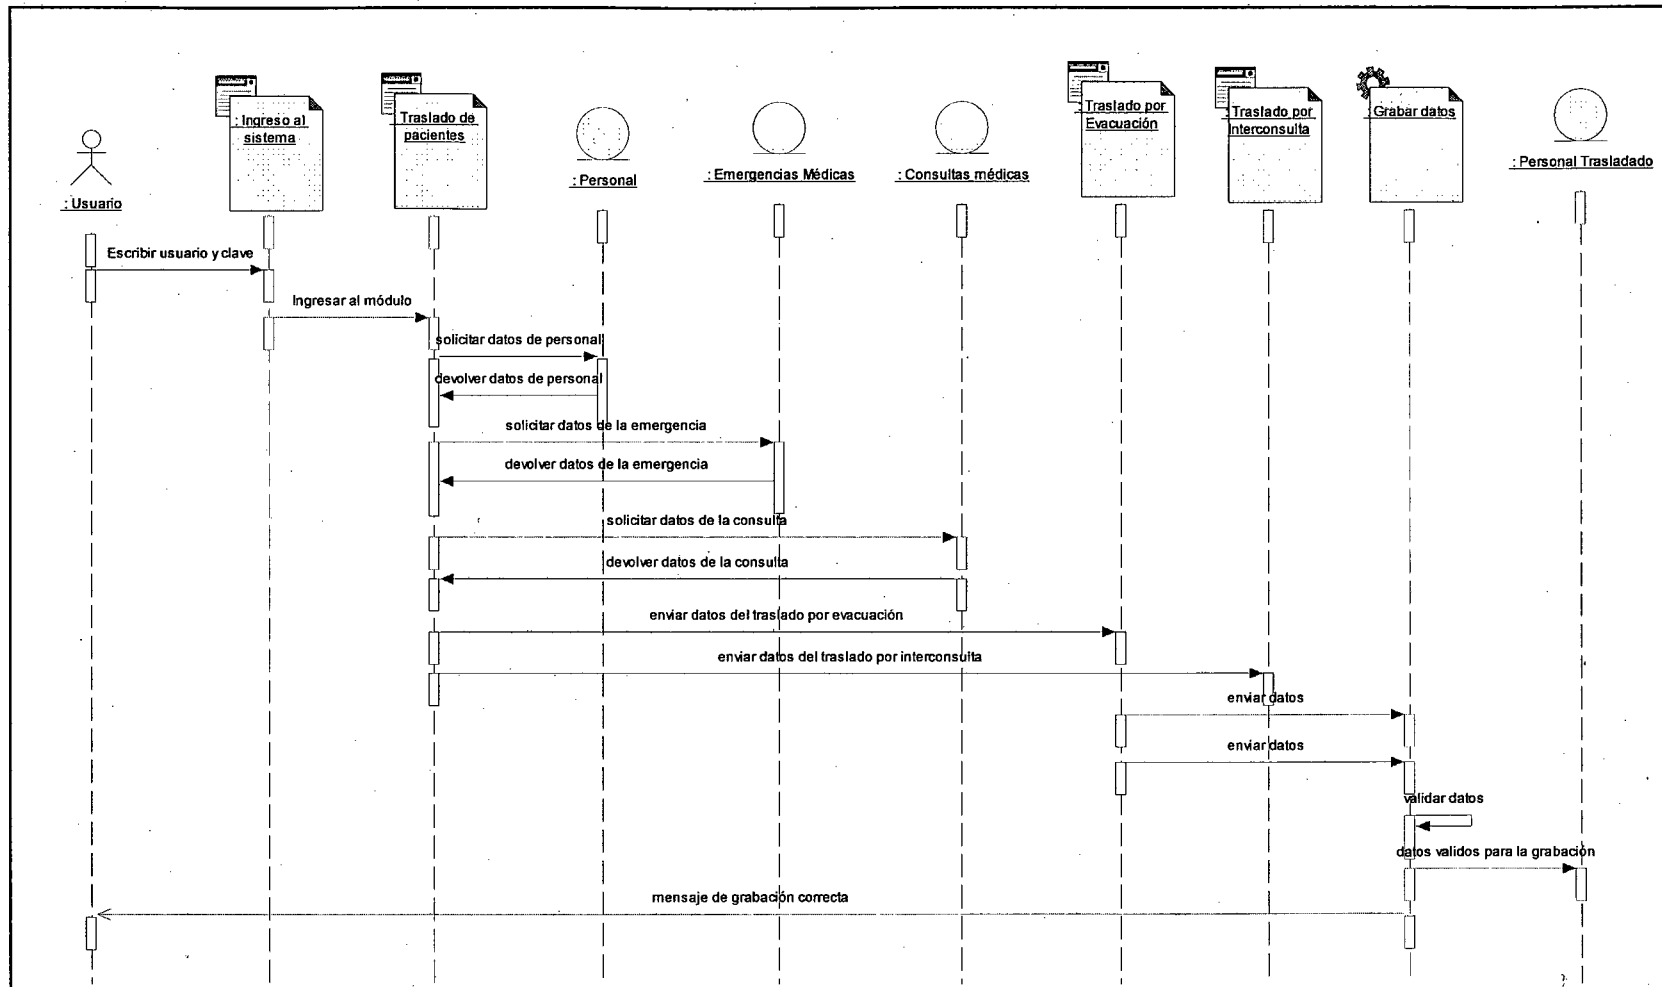 : Ingreso al
sistema
Traslado de
pacientes
: Traslado por
Evacuación
: Traslado por
Interconsulta
: Grabar datos
: Usuario
: Personal
: Emergencias Médicas
: Consultas médicas
: Personal Trasladado
Escribir usuario y clave
Ingresar al módulo
solicitar datos de personal
devolver datos de personal
solicitar datos de la emergencia
devolver datos de la emergencia
solicitar datos de la consulta
devolver datos de la consulta
enviar datos del traslado por evacuación
enviar datos del traslado por interconsulta
enviar datos
enviar datos
validar datos
datos validos para la grabación
mensaje de grabación correcta